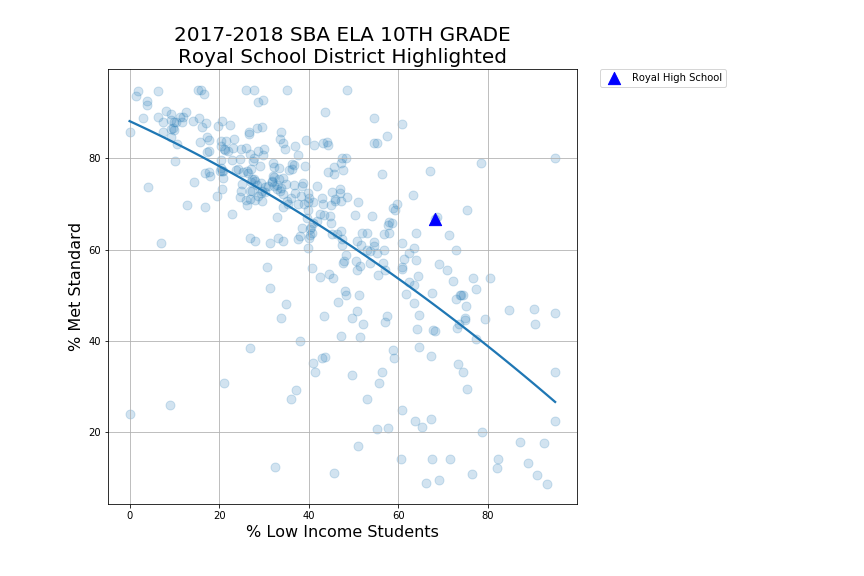 2017-2018 SBA ELA 10TH GRADE
Royal School District Highlighted
Royal High School
% Met Standard
80
60
40
20
0 20 40 60 80
% Low Income Students